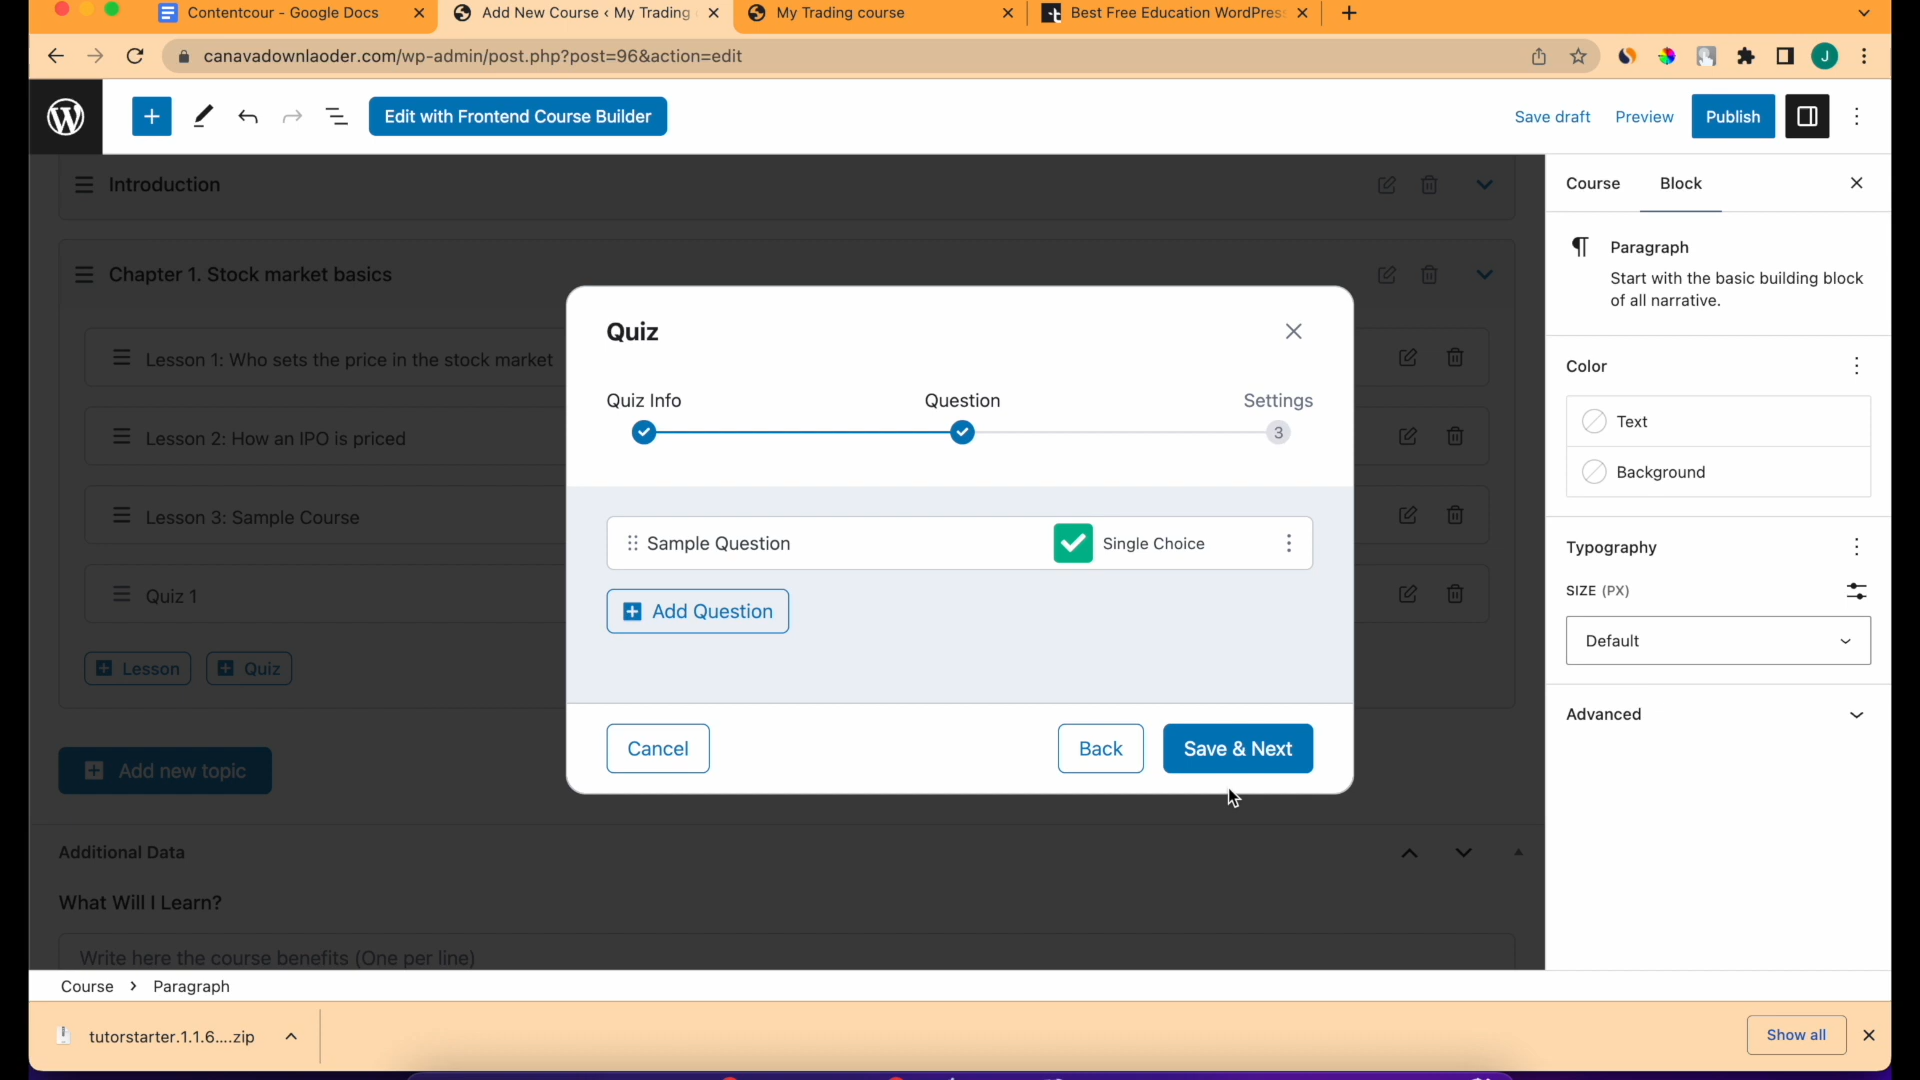 Contentcour - Google Docs
Add New Course ‹ My Trading
My Trading course
Best Free Education WordPres
canavadownlaoder.com/wp-admin/post.php?post=96&action=edit
J
Edit with Frontend Course Builder
Save draft
Preview
Publish
Introduction
Course
Block
Paragraph
Start with the basic building block
of all narrative.
Chapter 1. Stock market basics
Quiz
Lesson 1: Who sets the price in the stock market
Color
Quiz Info
Question
Settings
3
Text
Lesson 2: How an IPO is priced
Background
Lesson 3: Sample Course
Sample Question
Single Choice
Typography
Quiz 1
SIZE (PX)
Add Question
Default
Lesson
Quiz
Advanced
Cancel
Back
Save & Next
Add new topic
Additional Data
What Will I Learn?
Write here the course benefits (One per line)
Course
Paragraph
tutorstarter.1.1.6....zip
Show all